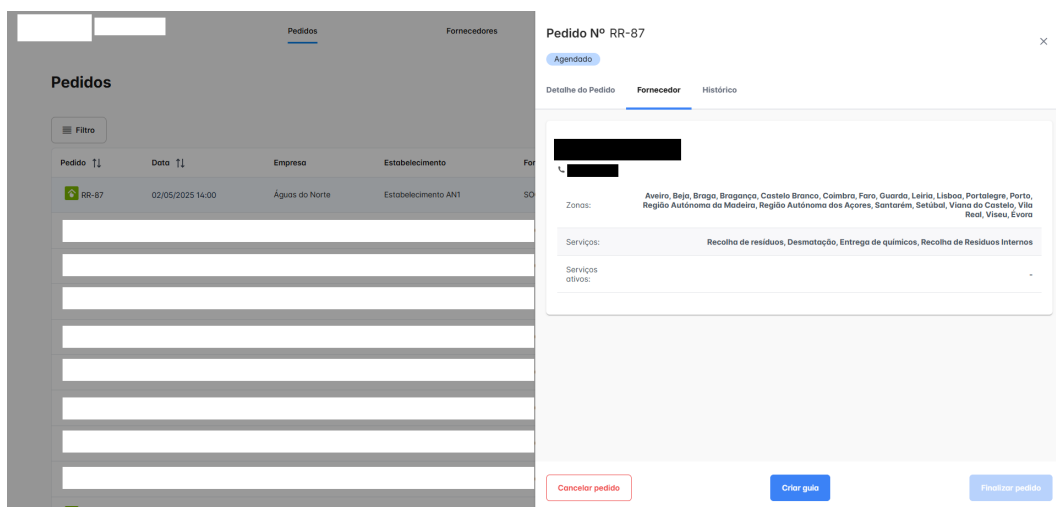 Pedidos
Fornecedores
Pedidos
Filtro
Pedido
Data
Empresa
Estabelecimento
RR-87
02/05/2025 14:00
Águas do Norte
Estabelecimento AN1
Pedido Nº RR-87
Agendado
Detalhe do Pedido
Fornecedor
Histórico
Zonas:
Aveiro, Beja, Braga, Bragança, Castelo Branco, Coimbra, Faro, Guarda, Leiria, Lisboa, Portalegre, Porto,
Região Autónoma da Madeira, Região Autónoma dos Açores, Santarém, Setúbal, Viana do Castelo, Vila
Real, Viseu, Évora
Serviços:
Recolha de resíduos, Desmatação, Entrega de químicos, Recolha de Resíduos Internos
Serviços
ativos:
-
Cancelar pedido
Criar guia
Finalizar pedido